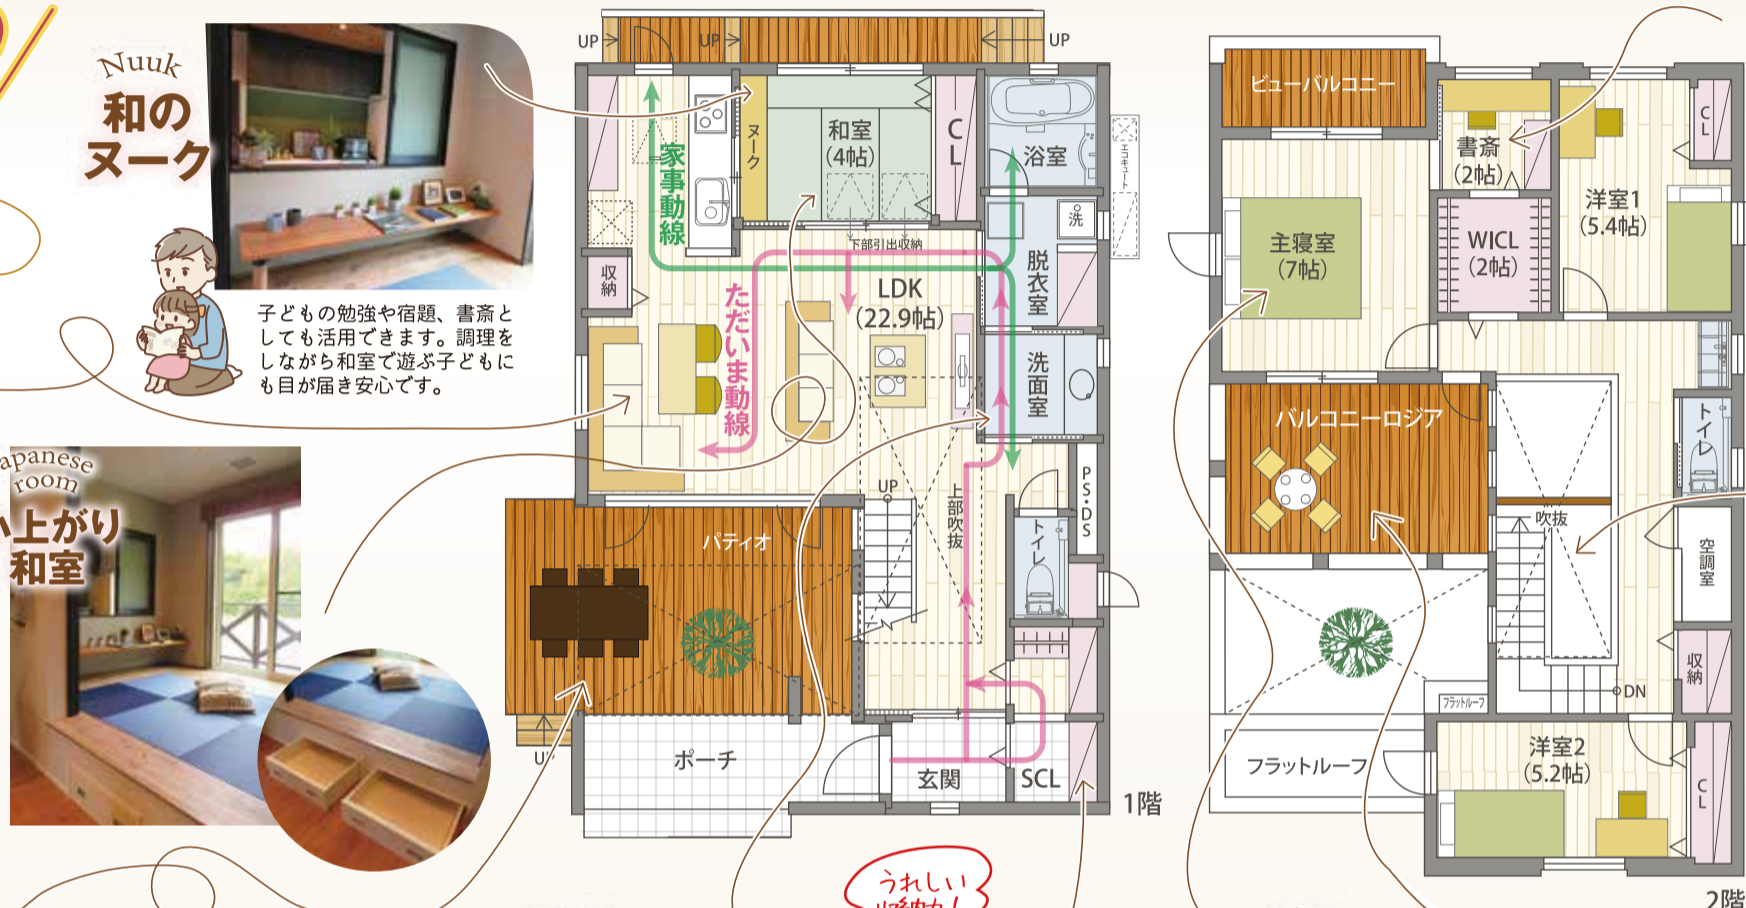 Nuuk
和の
ヌーク
子どもの勉強や宿題、書斎と
しても活用できます。調理を
しながら和室で遊ぶ子どもに
も目が届き安心です。
Japanese
room
小上がり
和室
UP
UP
UP
ヌーク
和室
(4帖)
CL
浴室
エコキュート
家事動線
洗
下部引出収納
収納
脱衣室
LDK
(22.9帖)
ただいま動線
洗面室
UP
上部吹抜
PS・DS
トイレ
パティオ
UP
ポーチ
玄関
SCL
1階
うれしい
収納力!
ビューバルコニー
書斎
(2帖)
CL
洋室1
(5.4帖)
主寝室
(7帖)
WICL
(2帖)
バルコニーロジア
トイレ
吹抜
空調室
収納
DN
フラットルーフ
フラットルーフ
洋室2
(5.2帖)
CL
2階